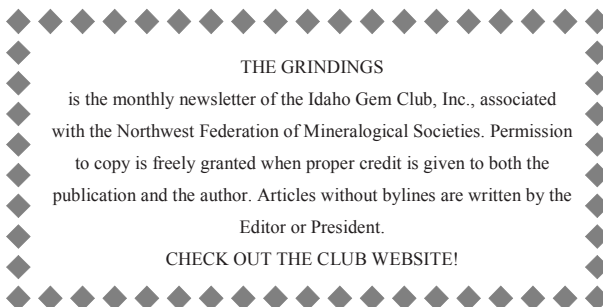 THE GRINDINGS
is the monthly newsletter of the Idaho Gem Club, Inc., associated
with the Northwest Federation of Mineralogical Societies. Permission
to copy is freely granted when proper credit is given to both the
publication and the author. Articles without bylines are written by the
Editor or President.
CHECK OUT THE CLUB WEBSITE!